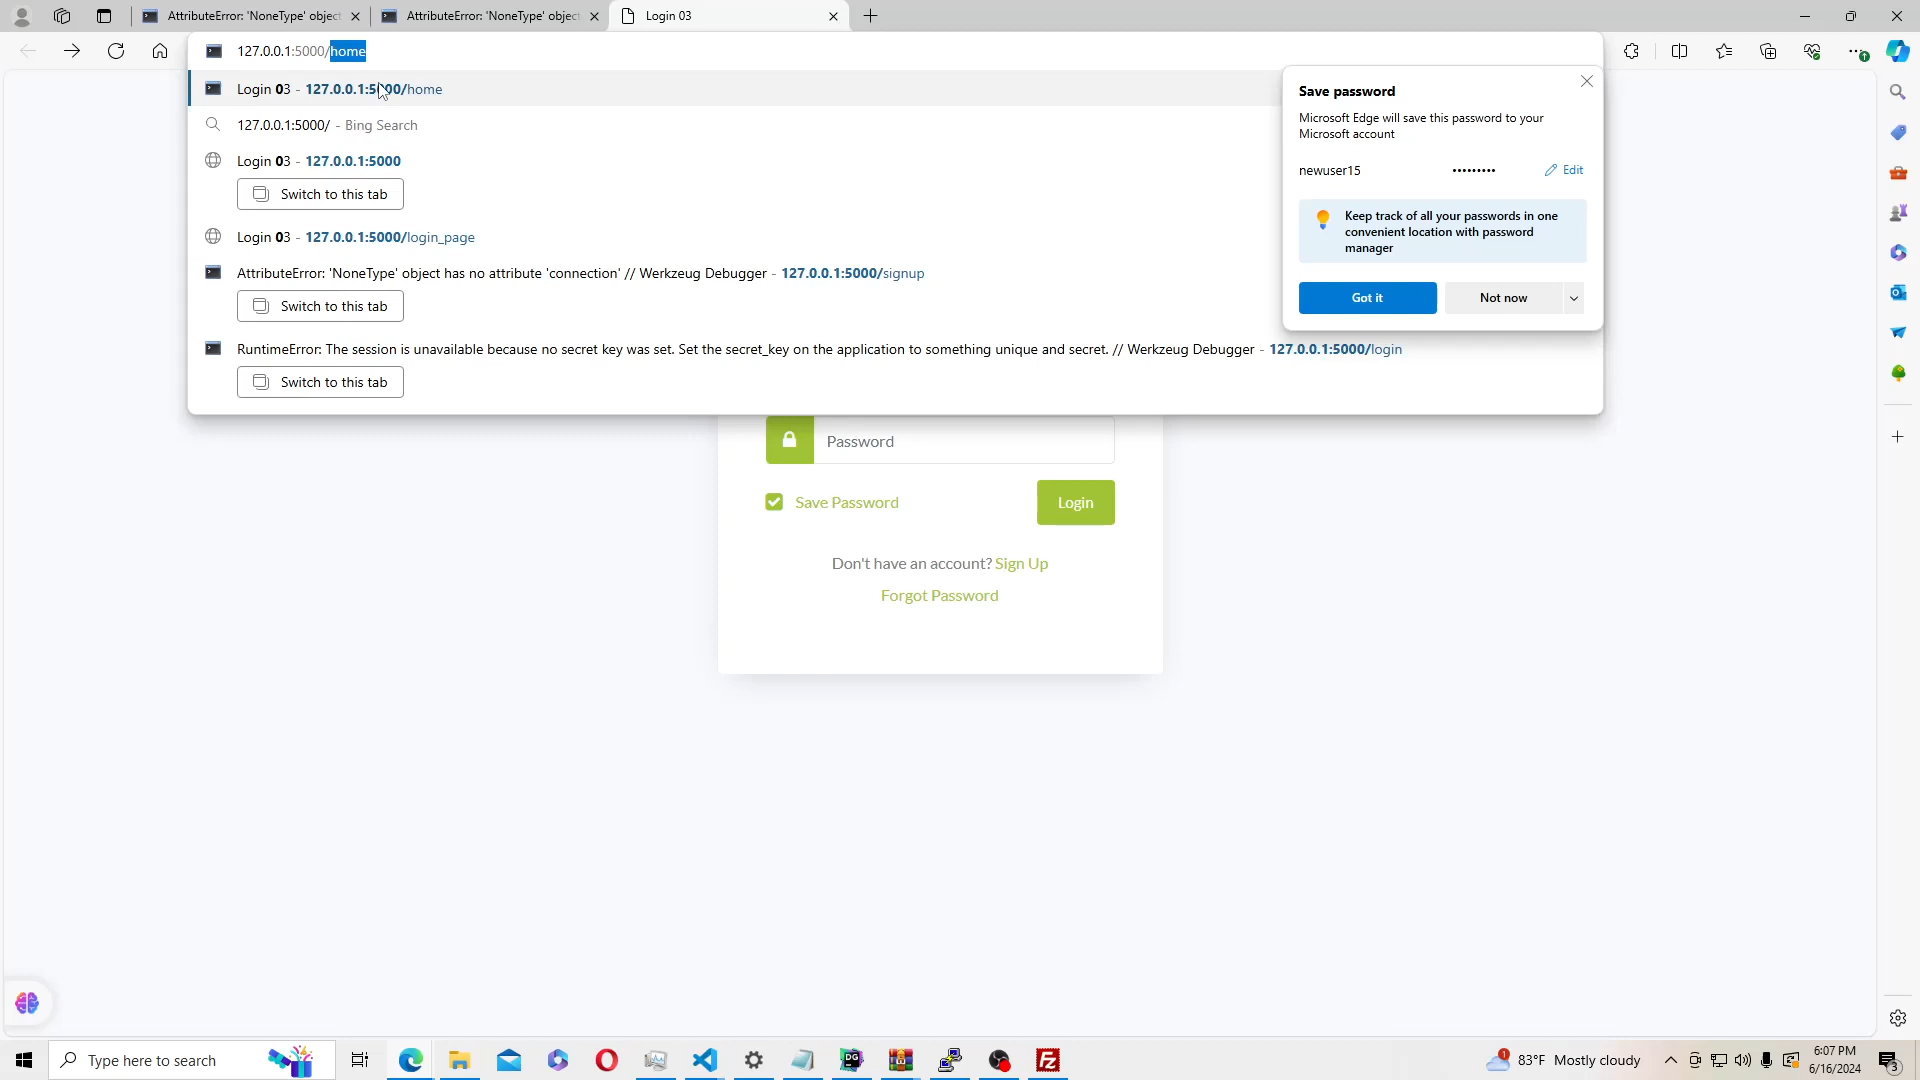 AttributeError: 'NoneType' object
AttributeError: 'NoneType' object
Login 03
127.0.0.1:5000/home
Login 03 - 127.0.0.1:5000/home
127.0.0.1:5000/ - Bing Search
Login 03 - 127.0.0.1:5000
Switch to this tab
Login 03 - 127.0.0.1:5000/login_page
AttributeError: 'NoneType' object has no attribute 'connection' // Werkzeug Debugger - 127.0.0.1:5000/signup
Switch to this tab
RuntimeError: The session is unavailable because no secret key was set. Set the secret_key on the application to something unique and secret. // Werkzeug Debugger - 127.0.0.1:5000/login
Switch to this tab
Save password
Microsoft Edge will save this password to your
Microsoft account
newuser15 ••••••••• Edit
Keep track of all your passwords in one
convenient location with password
manager
Got it
Not now
Password
Save Password
Login
Don't have an account? Sign Up
Forgot Password
Type here to search
DG
1
83°F Mostly cloudy
6:07 PM
6/16/2024
3